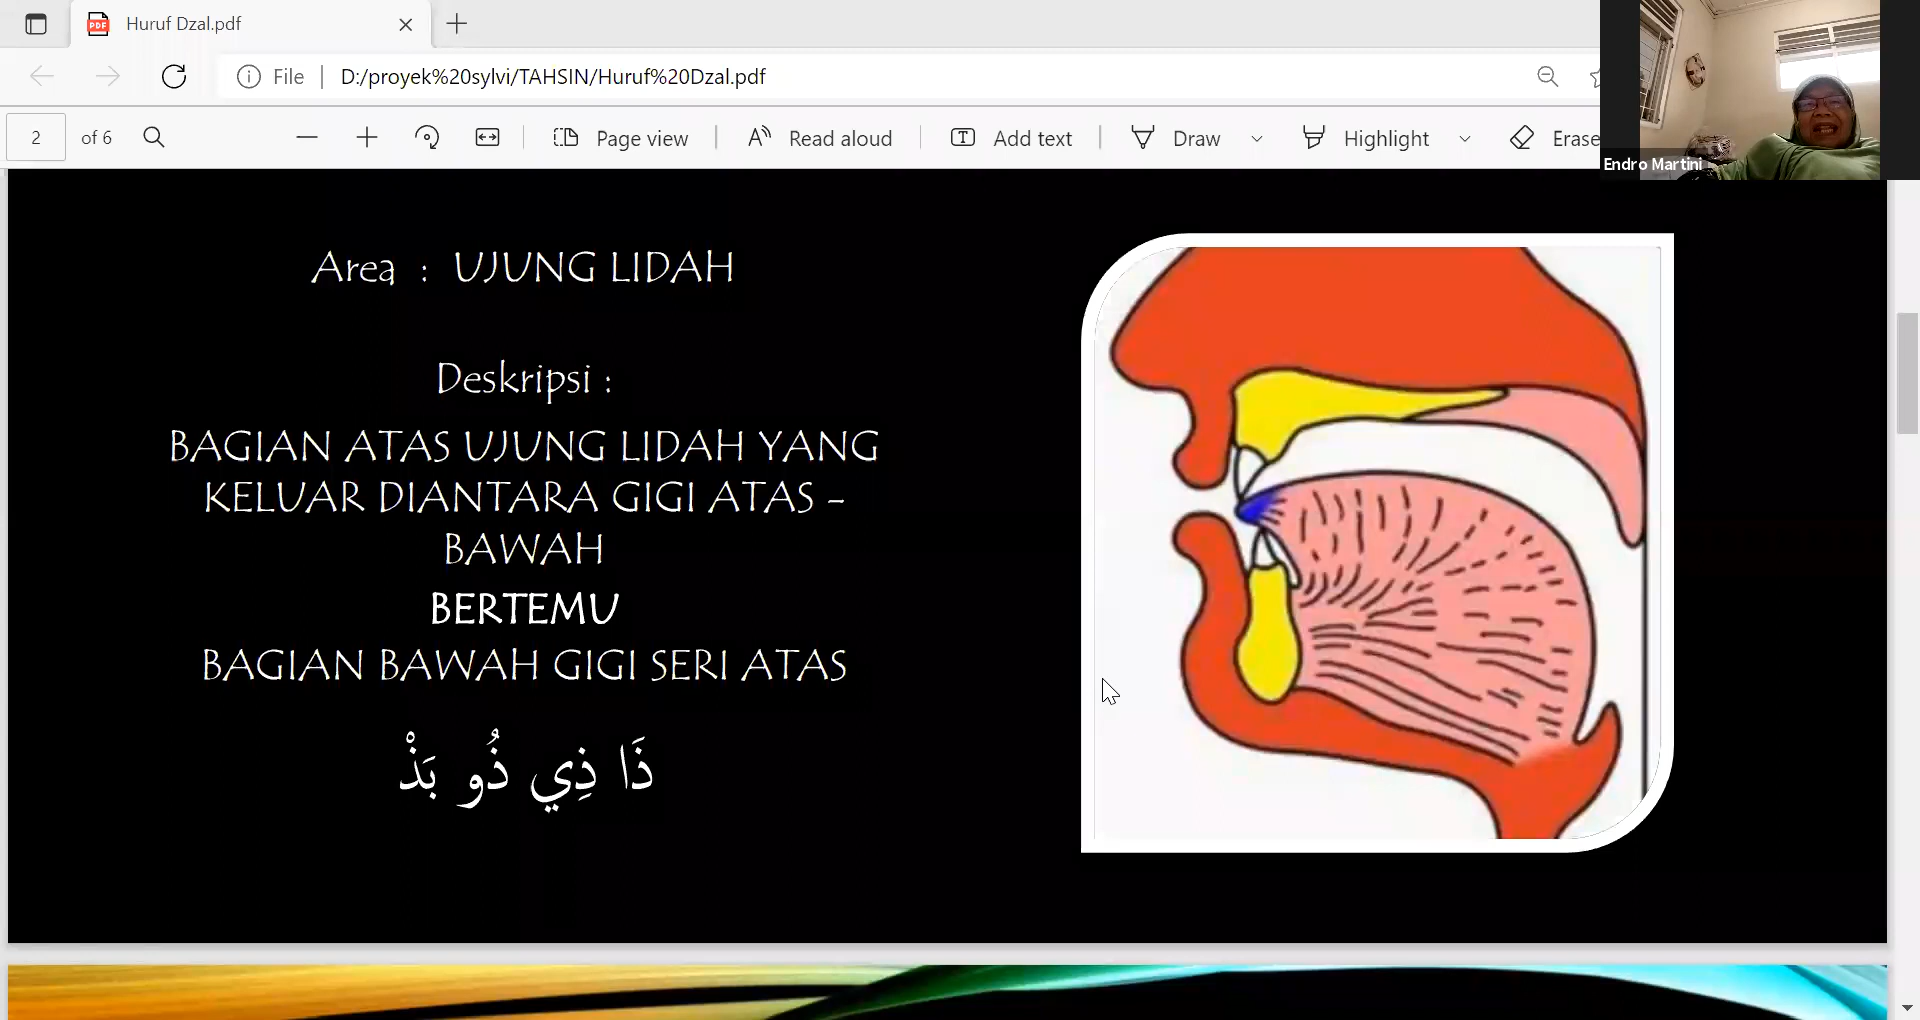 Huruf Dzal.pdf
File | D:/proyek%20sylvi/TAHSIN/Huruf%20Dzal.pdf
2 of 6
Page view
Read aloud
Add text
Draw
Highlight
Erase
Endro Martini
Area : UJUNG LIDAH
Deskripsi :
BAGIAN ATAS UJUNG LIDAH YANG
KELUAR DIANTARA GIGI ATAS –
BAWAH
BERTEMU
BAGIAN BAWAH GIGI SERI ATAS
ذَا ذِي ذُو بَذْ